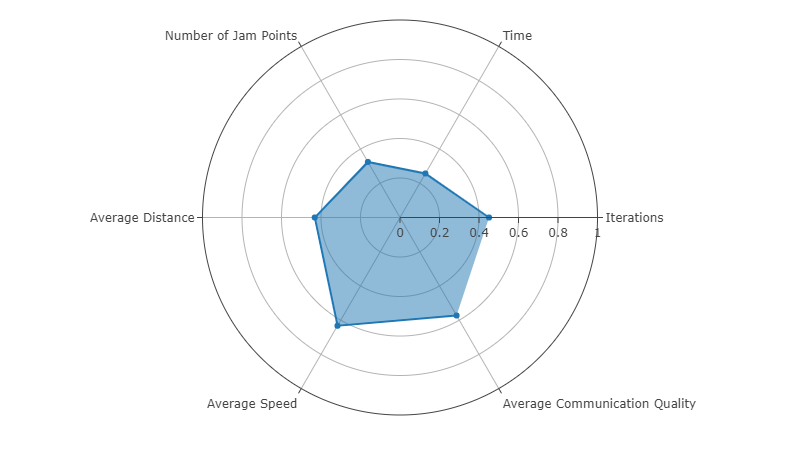 Number of Jam Points
Time
Average Distance
Iterations
0 0.2 0.4 0.6 0.8 1
Average Speed
Average Communication Quality